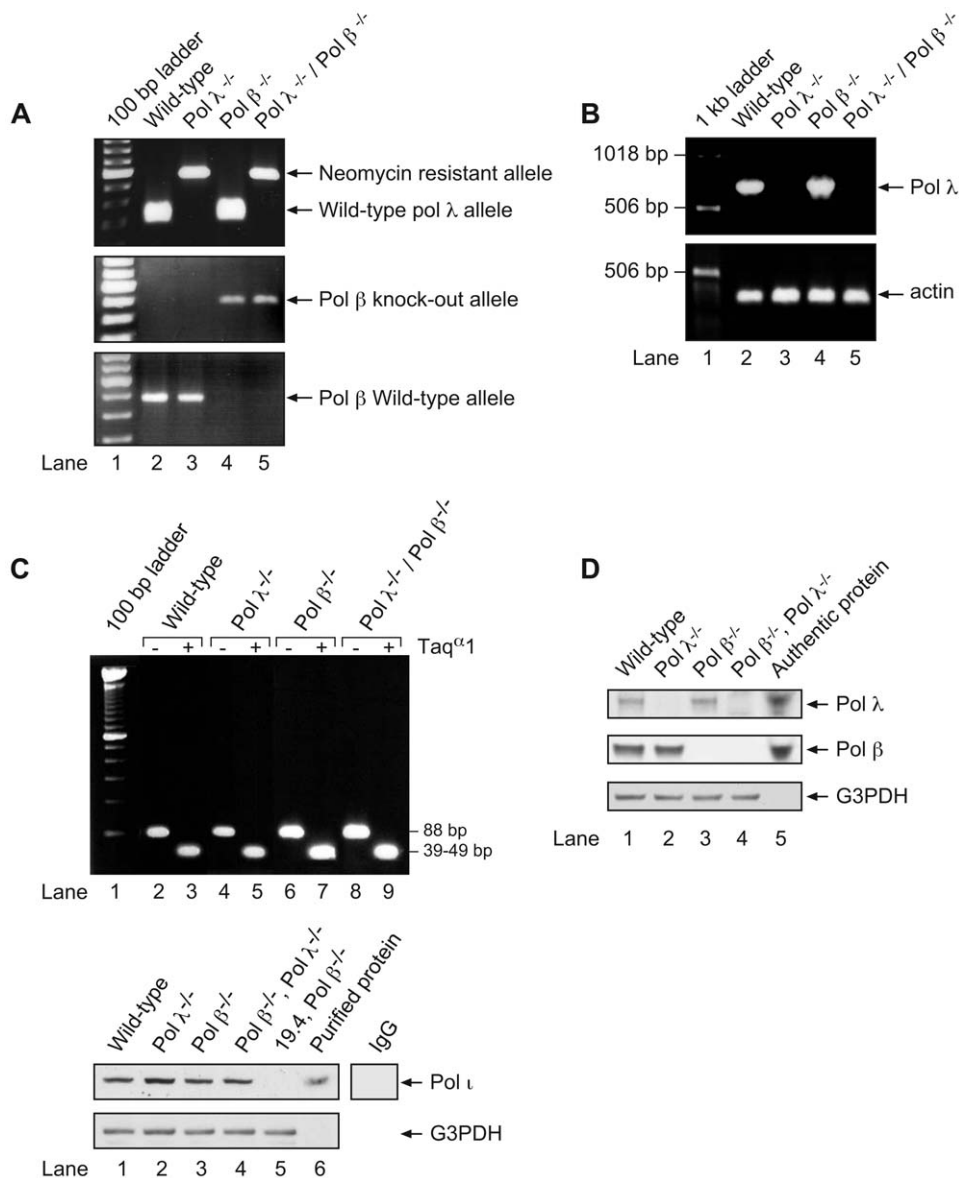 A
100 bp ladder
Wild-type
Pol λ -/-
Pol β -/-
Pol λ -/- / Pol β -/-
Neomycin resistant allele
Wild-type pol λ allele
Pol β knock-out allele
Pol β Wild-type allele
Lane 1 2 3 4 5
B
1 kb ladder
Wild-type
Pol λ -/-
Pol β -/-
Pol λ -/- / Pol β -/-
1018 bp
506 bp
Pol λ
506 bp
actin
Lane 1 2 3 4 5
C
100 bp ladder
Wild-type
Pol λ-/-
Pol β-/-
Pol λ-/- / Pol β-/-
- + - + - + - + Taqα1
88 bp
39-49 bp
Lane 1 2 3 4 5 6 7 8 9
Wild-type
Pol λ-/-
Pol β-/-
Pol β-/-, Pol λ-/-
19.4, Pol β-/-
Purified protein
IgG
Pol ι
G3PDH
Lane 1 2 3 4 5 6
D
Wild-type
Pol λ-/-
Pol β-/-
Pol β-/-, Pol λ-/-
Authentic protein
Pol λ
Pol β
G3PDH
Lane 1 2 3 4 5